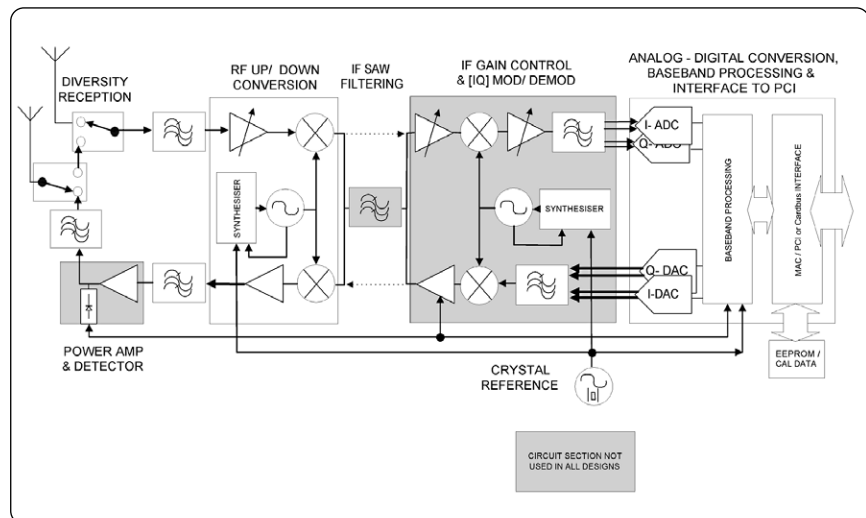 DIVERSITY
RECEPTION
RF UP/ DOWN
CONVERSION
IF SAW
FILTERING
IF GAIN CONTROL
& [IQ] MOD/ DEMOD
ANALOG - DIGITAL CONVERSION,
BASEBAND PROCESSING &
INTERFACE TO PCI
I- ADC
Q- ADC
SYNTHESISER
SYNTHESISER
BASEBAND PROCESSING
MAC / PCI or Cardbus INTERFACE
Q- DAC
I-DAC
POWER AMP
& DETECTOR
CRYSTAL
REFERENCE
EEPROM /
CAL DATA
CIRCUIT SECTION NOT
USED IN ALL DESIGNS